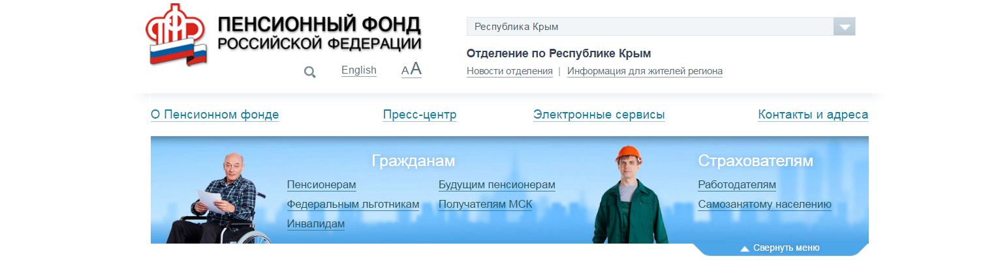 ПЕНСИОННЫЙ ФОНД
РОССИЙСКОЙ ФЕДЕРАЦИИ
English
А А
Республика Крым
Отделение по Республике Крым
Новости отделения | Информация для жителей региона
О Пенсионном фонде
Пресс-центр
Электронные сервисы
Контакты и адреса
Гражданам
Пенсионерам
Будущим пенсионерам
Федеральным льготникам
Получателям МСК
Инвалидам
Страхователям
Работодателям
Самозанятому населению
Свернуть меню